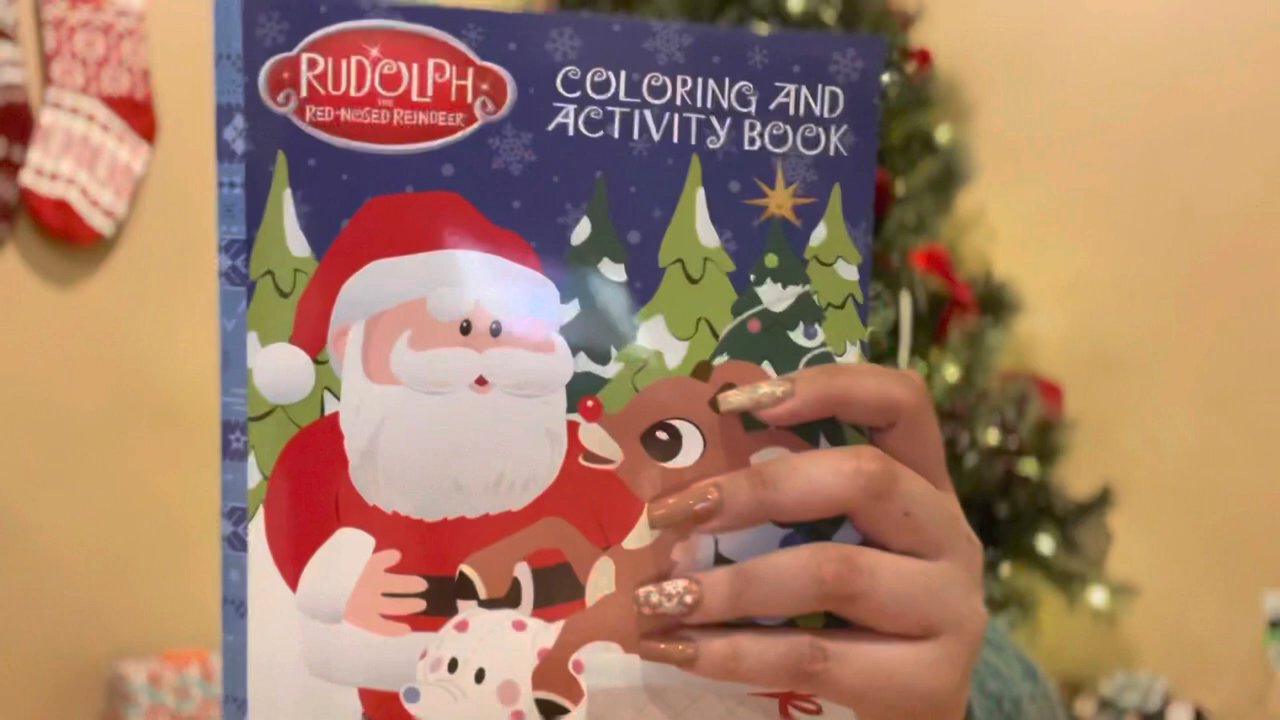 RUDOLPH
THE
RED-NOSED REINDEER
COLORING AND
ACTIVITY BOOK